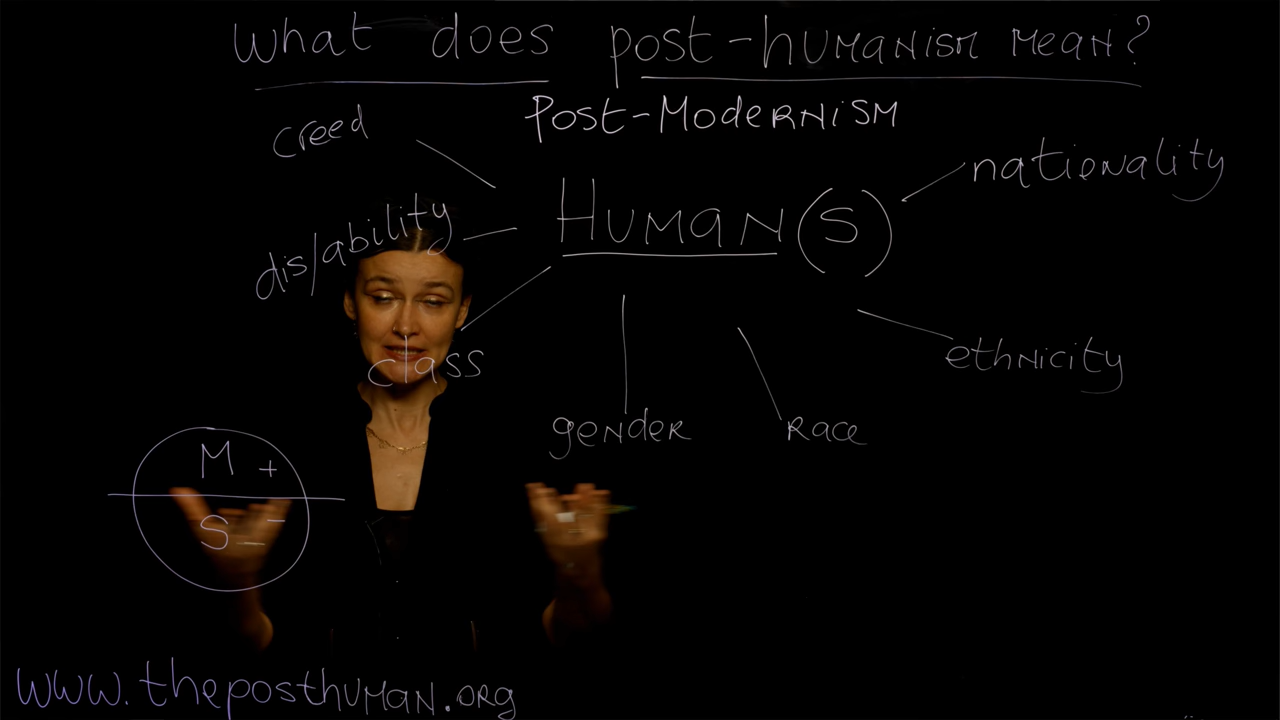 What does post-humanism mean?
Post-Modernism
creed
nationality
Human(s)
dis/ability
class
ethnicity
gender
race
M +
S -
www.theposthuman.org